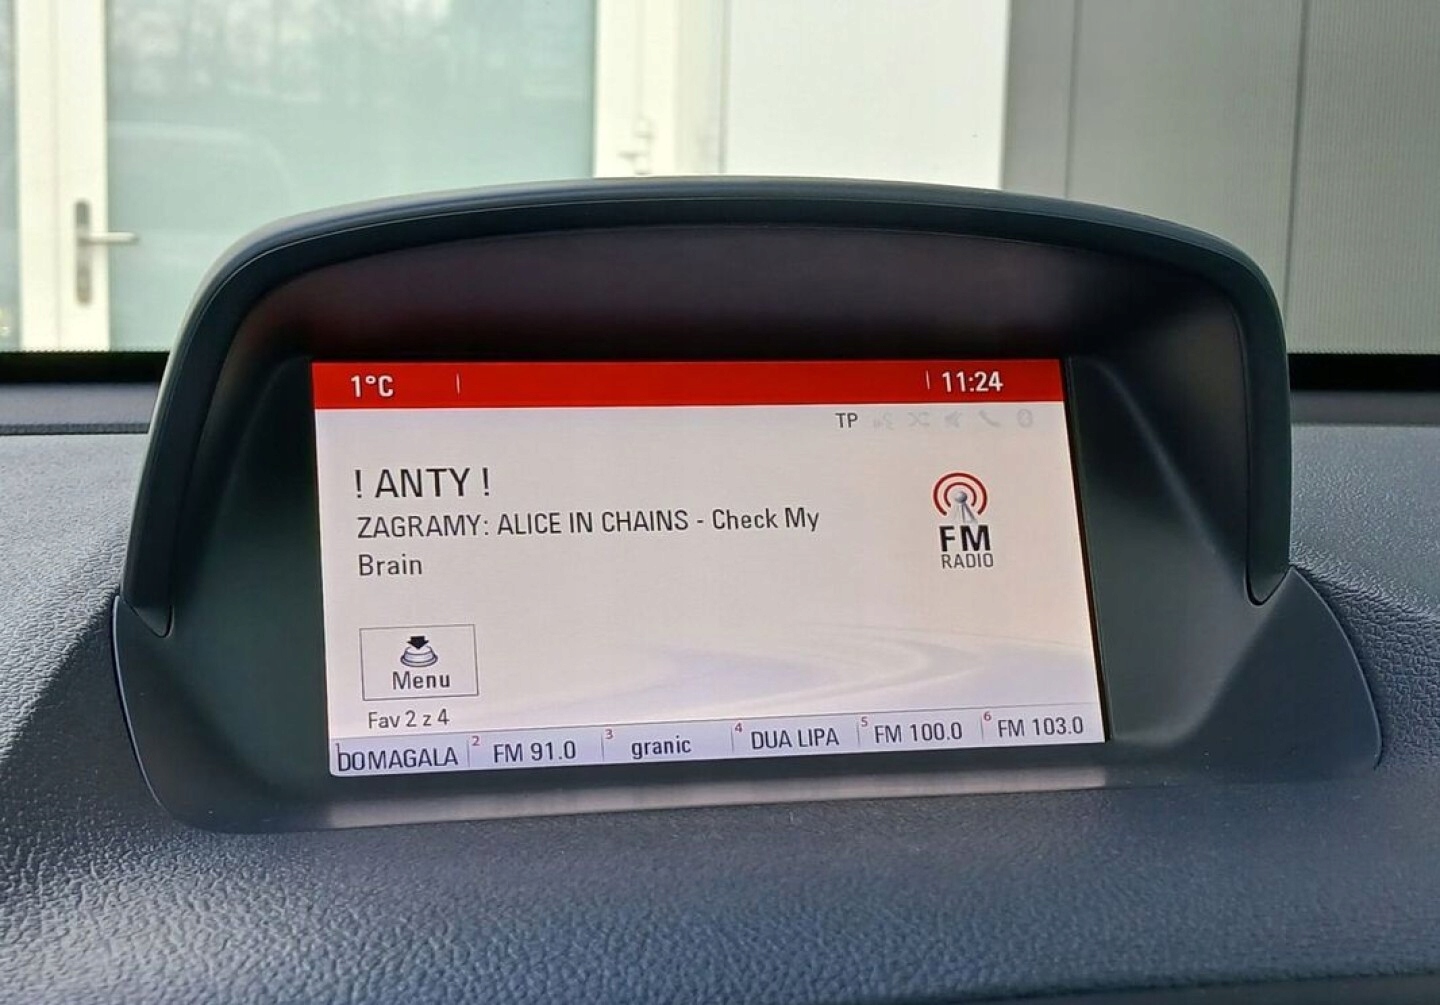 1°C 11:24
TP
! ANTY !
ZAGRAMY: ALICE IN CHAINS - Check My
Brain
FM
RADIO
Menu
Fav 2 z 4
DOMAGALA 2 FM 91.0 3 granic 4 DUA LIPA 5 FM 100.0 6 FM 103.0